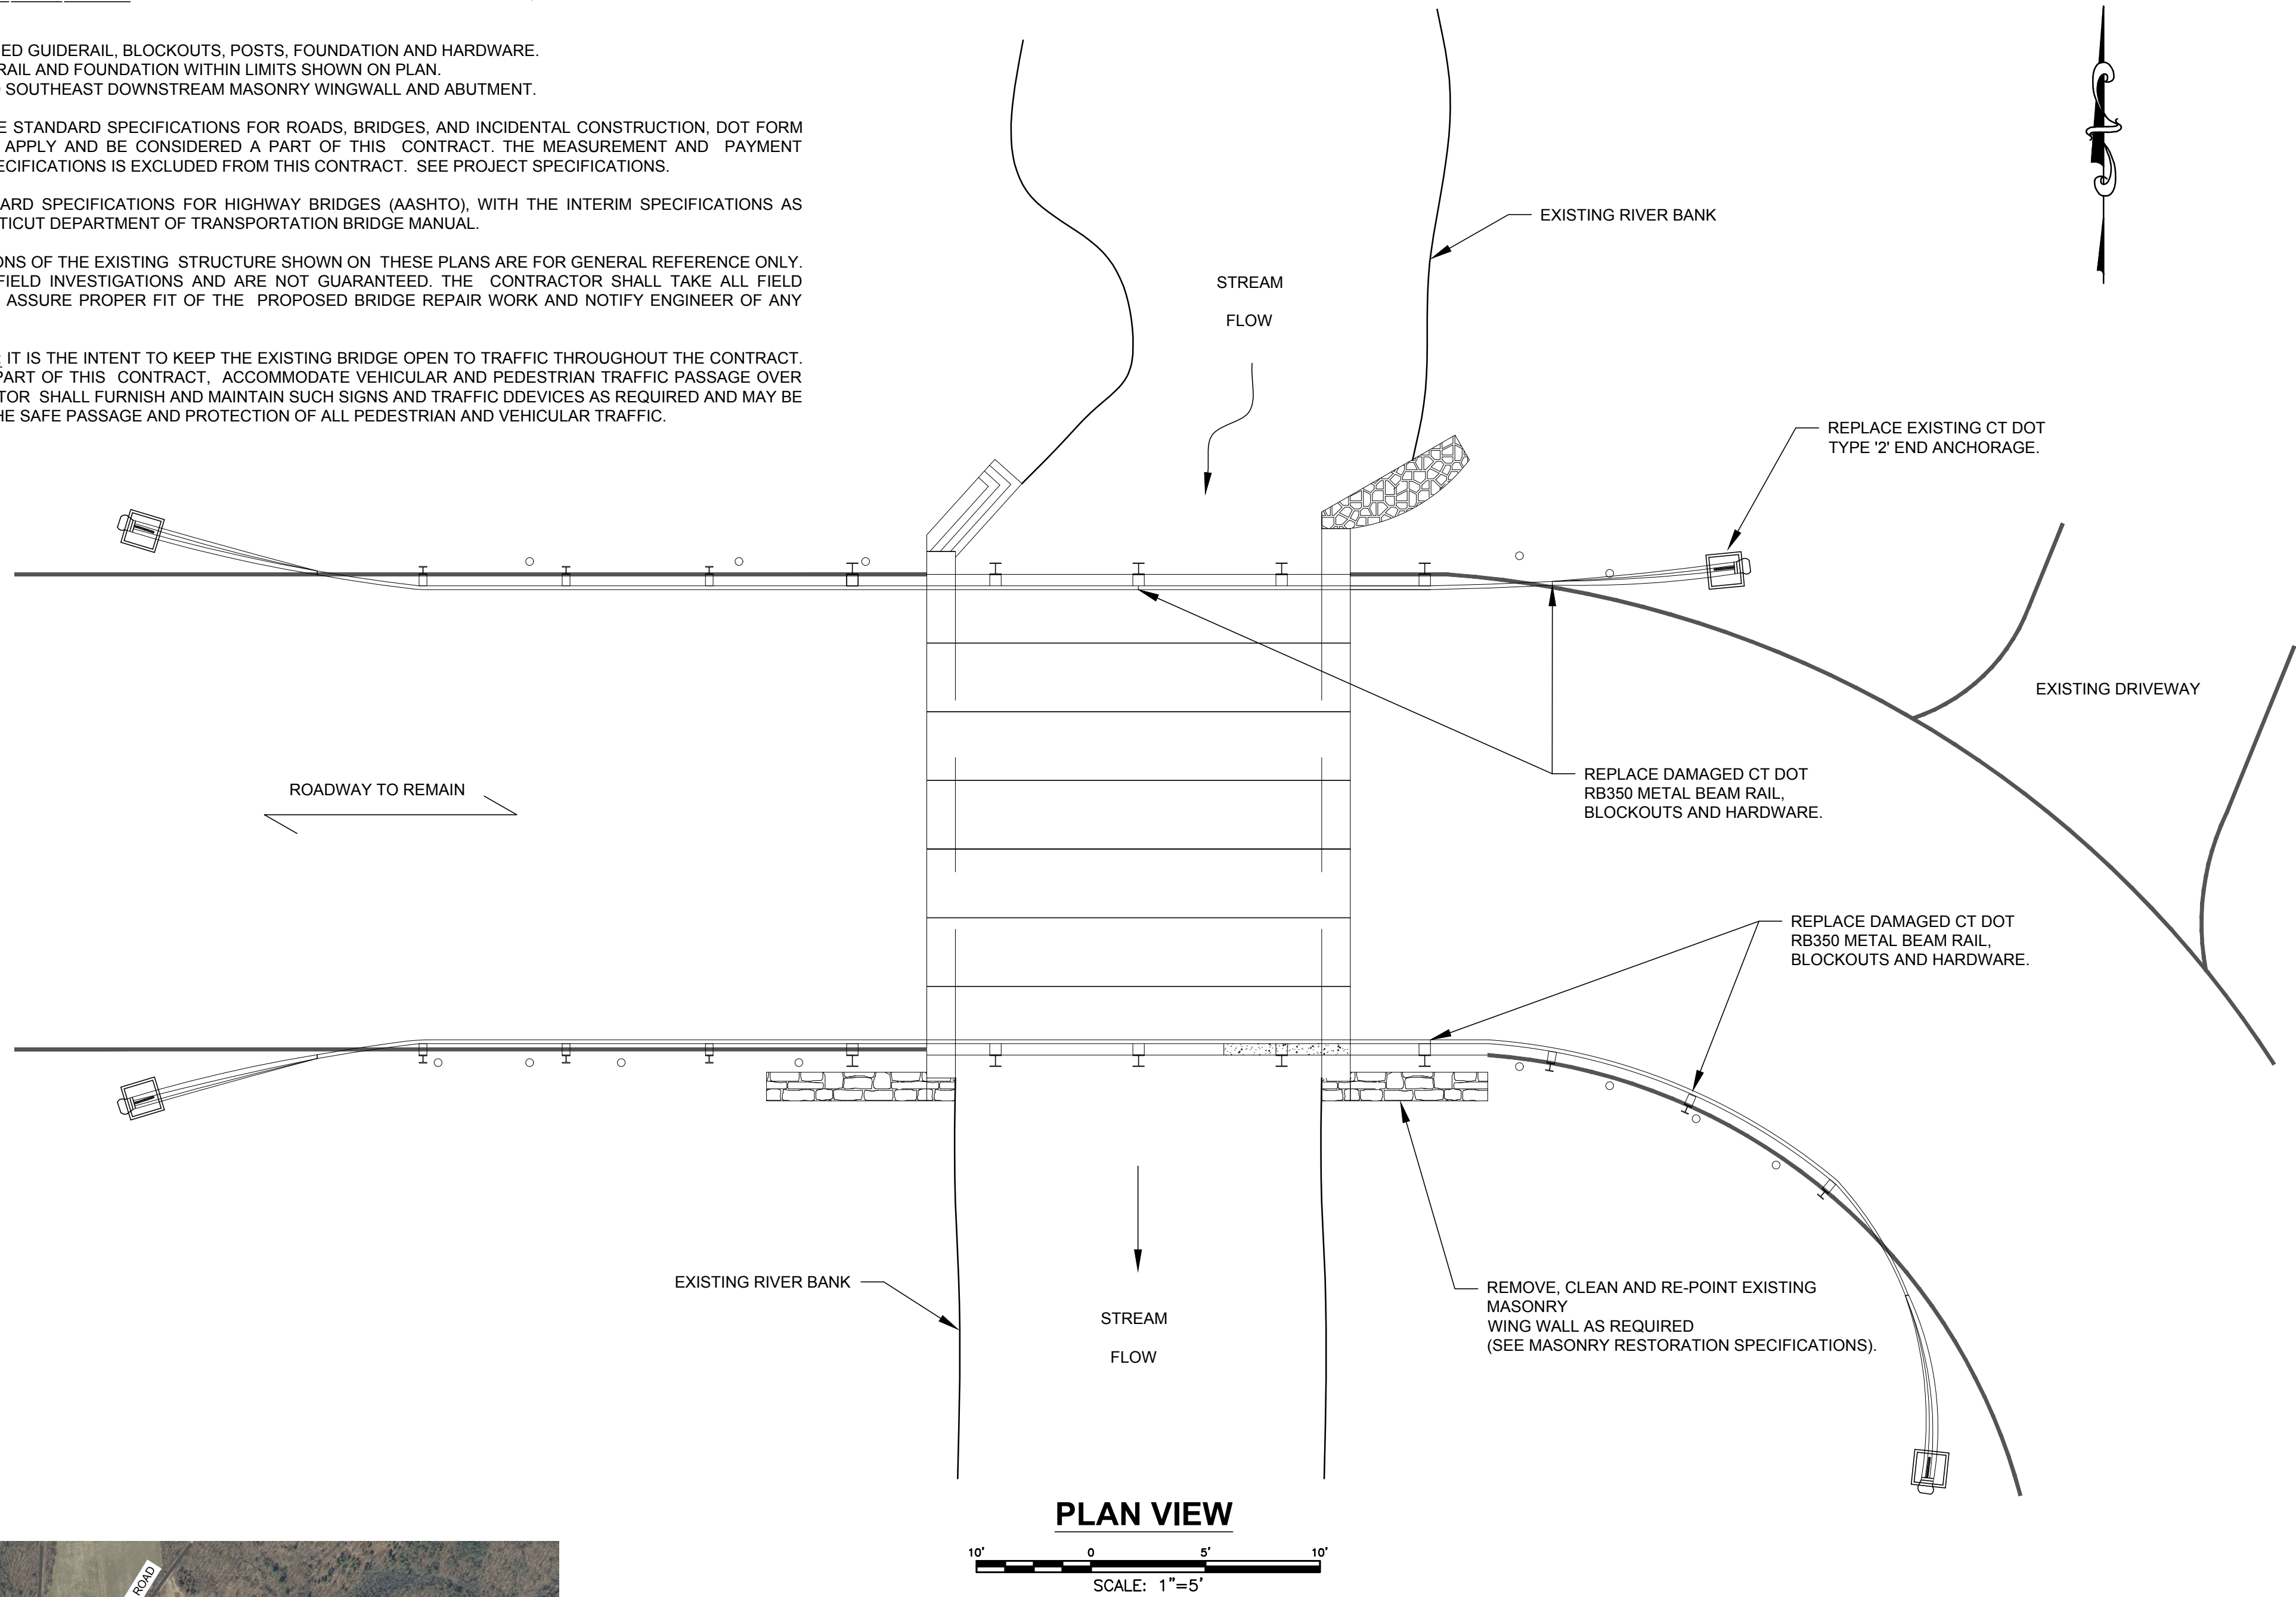 ED GUIDERAIL, BLOCKOUTS, POSTS, FOUNDATION AND HARDWARE.
RAIL AND FOUNDATION WITHIN LIMITS SHOWN ON PLAN.
SOUTHEAST DOWNSTREAM MASONRY WINGWALL AND ABUTMENT.
E STANDARD SPECIFICATIONS FOR ROADS, BRIDGES, AND INCIDENTAL CONSTRUCTION, DOT FORM
APPLY AND BE CONSIDERED A PART OF THIS CONTRACT. THE MEASUREMENT AND PAYMENT
ECIFICATIONS IS EXCLUDED FROM THIS CONTRACT. SEE PROJECT SPECIFICATIONS.
ARD SPECIFICATIONS FOR HIGHWAY BRIDGES (AASHTO), WITH THE INTERIM SPECIFICATIONS AS
TICUT DEPARTMENT OF TRANSPORTATION BRIDGE MANUAL.
ONS OF THE EXISTING STRUCTURE SHOWN ON THESE PLANS ARE FOR GENERAL REFERENCE ONLY.
FIELD INVESTIGATIONS AND ARE NOT GUARANTEED. THE CONTRACTOR SHALL TAKE ALL FIELD
ASSURE PROPER FIT OF THE PROPOSED BRIDGE REPAIR WORK AND NOTIFY ENGINEER OF ANY
IT IS THE INTENT TO KEEP THE EXISTING BRIDGE OPEN TO TRAFFIC THROUGHOUT THE CONTRACT.
PART OF THIS CONTRACT, ACCOMMODATE VEHICULAR AND PEDESTRIAN TRAFFIC PASSAGE OVER
TOR SHALL FURNISH AND MAINTAIN SUCH SIGNS AND TRAFFIC DDEVICES AS REQUIRED AND MAY BE
HE SAFE PASSAGE AND PROTECTION OF ALL PEDESTRIAN AND VEHICULAR TRAFFIC.
EXISTING RIVER BANK
STREAM
FLOW
REPLACE EXISTING CT DOT
TYPE '2' END ANCHORAGE.
EXISTING DRIVEWAY
ROADWAY TO REMAIN
REPLACE DAMAGED CT DOT
RB350 METAL BEAM RAIL,
BLOCKOUTS AND HARDWARE.
REPLACE DAMAGED CT DOT
RB350 METAL BEAM RAIL,
BLOCKOUTS AND HARDWARE.
EXISTING RIVER BANK
STREAM
FLOW
REMOVE, CLEAN AND RE-POINT EXISTING
MASONRY
WING WALL AS REQUIRED
(SEE MASONRY RESTORATION SPECIFICATIONS).
PLAN VIEW
10' 0 5' 10'
SCALE: 1"=5'
ROAD